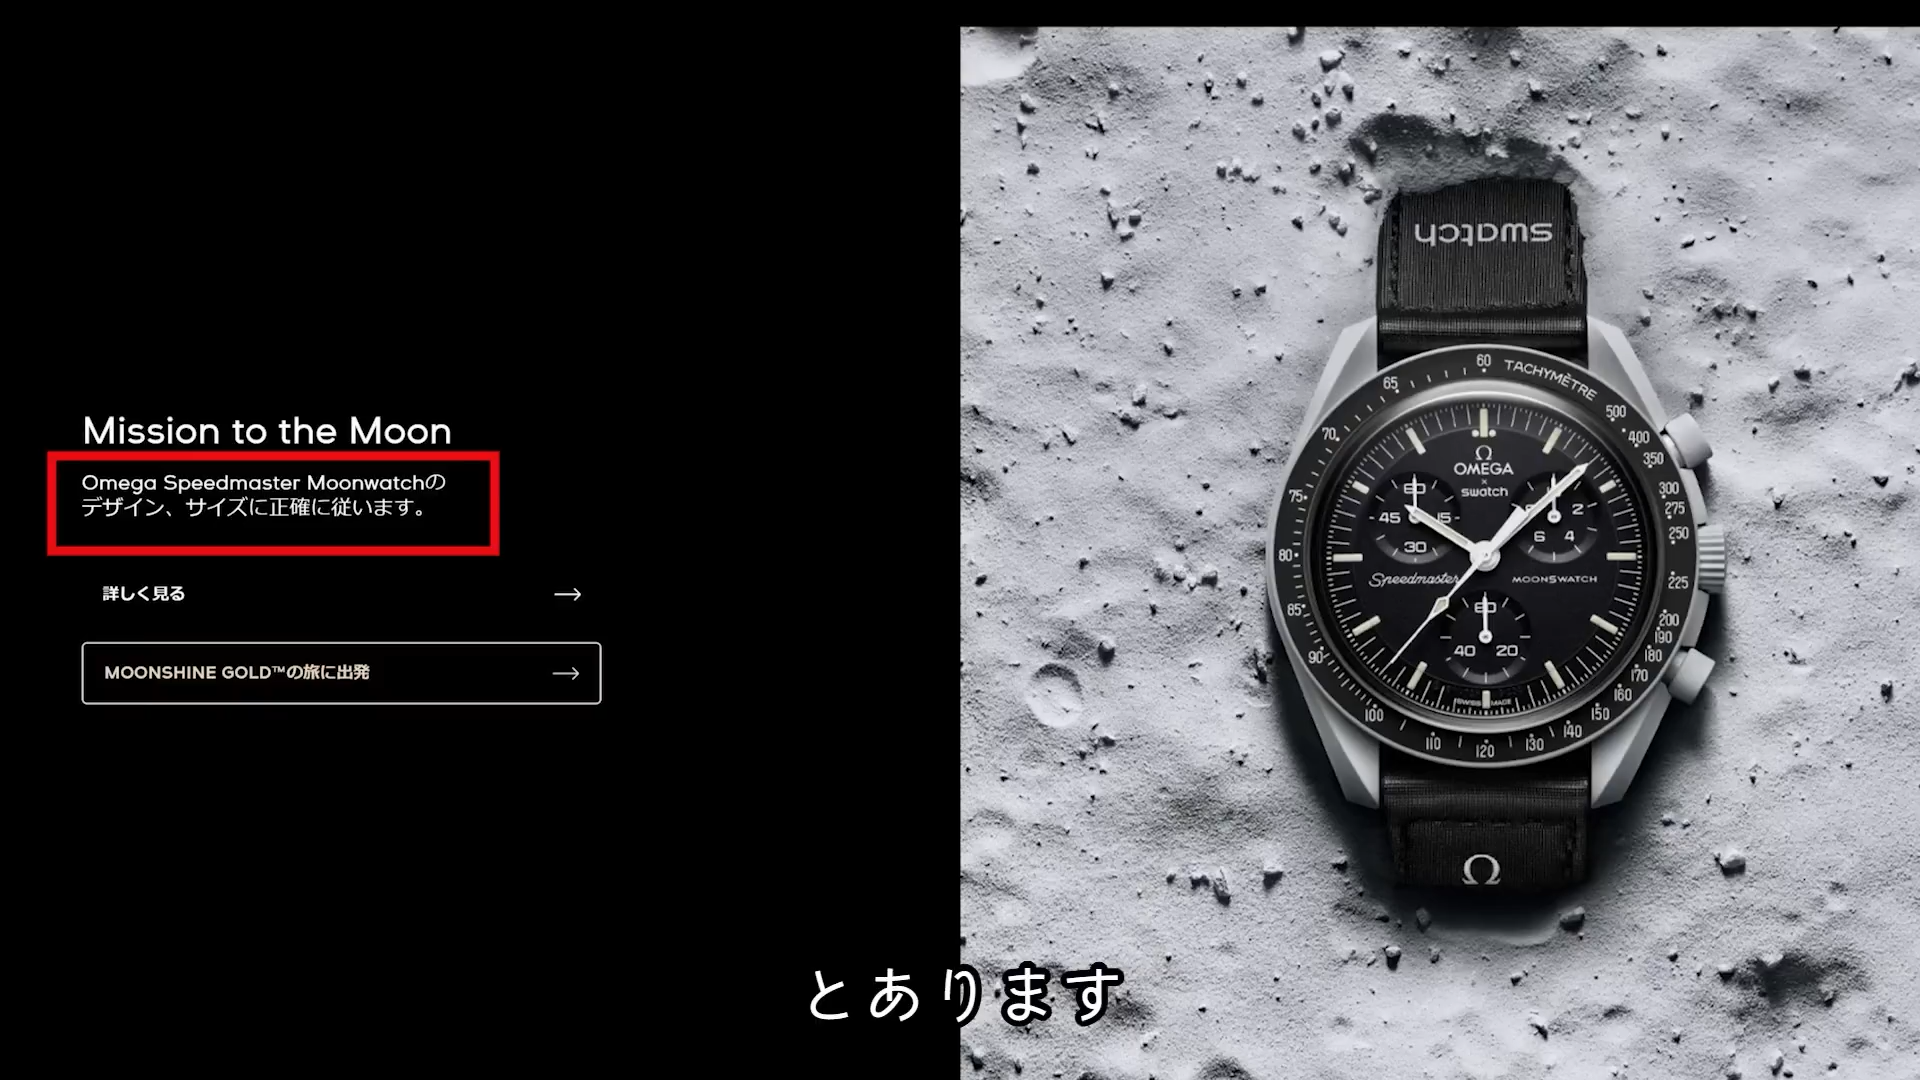 Mission to the Moon
Omega Speedmaster Moonwatchの
デザイン、サイズに正確に従います。
詳しく見る
MOONSHINE GOLD™の旅に出発
swatch
60 TACHYMÈTRE
500
400
350
300
275
250
225
200
190
180
170
160
150
140
130
120
110
100
90
85
80
75
70
65
Ω
OMEGA
×
swatch
60
45 15
30
2
6 4
Speedmaster MOONSWATCH
60
40 20
SWISS MADE
Ω
とあります